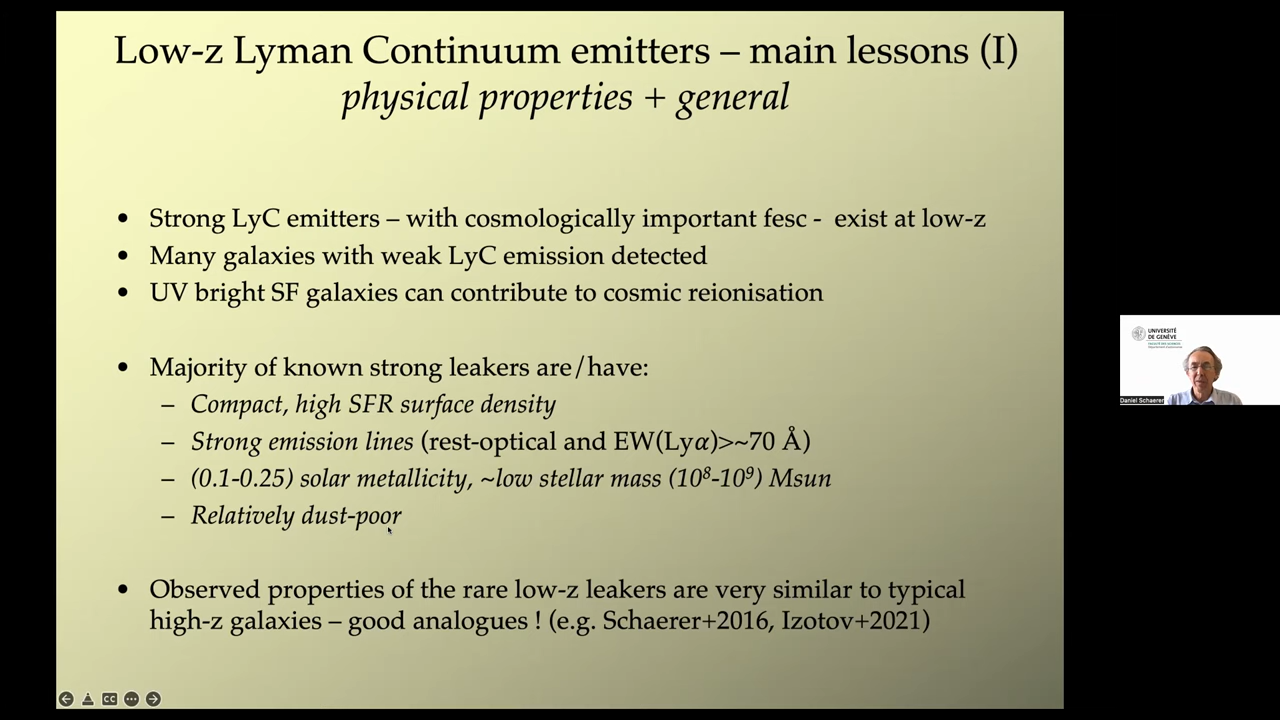 Low-z Lyman Continuum emitters – main lessons (I)
physical properties + general
• Strong LyC emitters – with cosmologically important fesc - exist at low-z
• Many galaxies with weak LyC emission detected
• UV bright SF galaxies can contribute to cosmic reionisation
• Majority of known strong leakers are/have:
– Compact, high SFR surface density
– Strong emission lines (rest-optical and EW(Lyα)>~70 Å)
– (0.1-0.25) solar metallicity, ~low stellar mass (10⁸-10⁹) Msun
– Relatively dust-poor
• Observed properties of the rare low-z leakers are very similar to typical
high-z galaxies – good analogues ! (e.g. Schaerer+2016, Izotov+2021)
CC
UNIVERSITÉ
DE GENÈVE
FACULTÉ DES SCIENCES
Daniel Schaerer